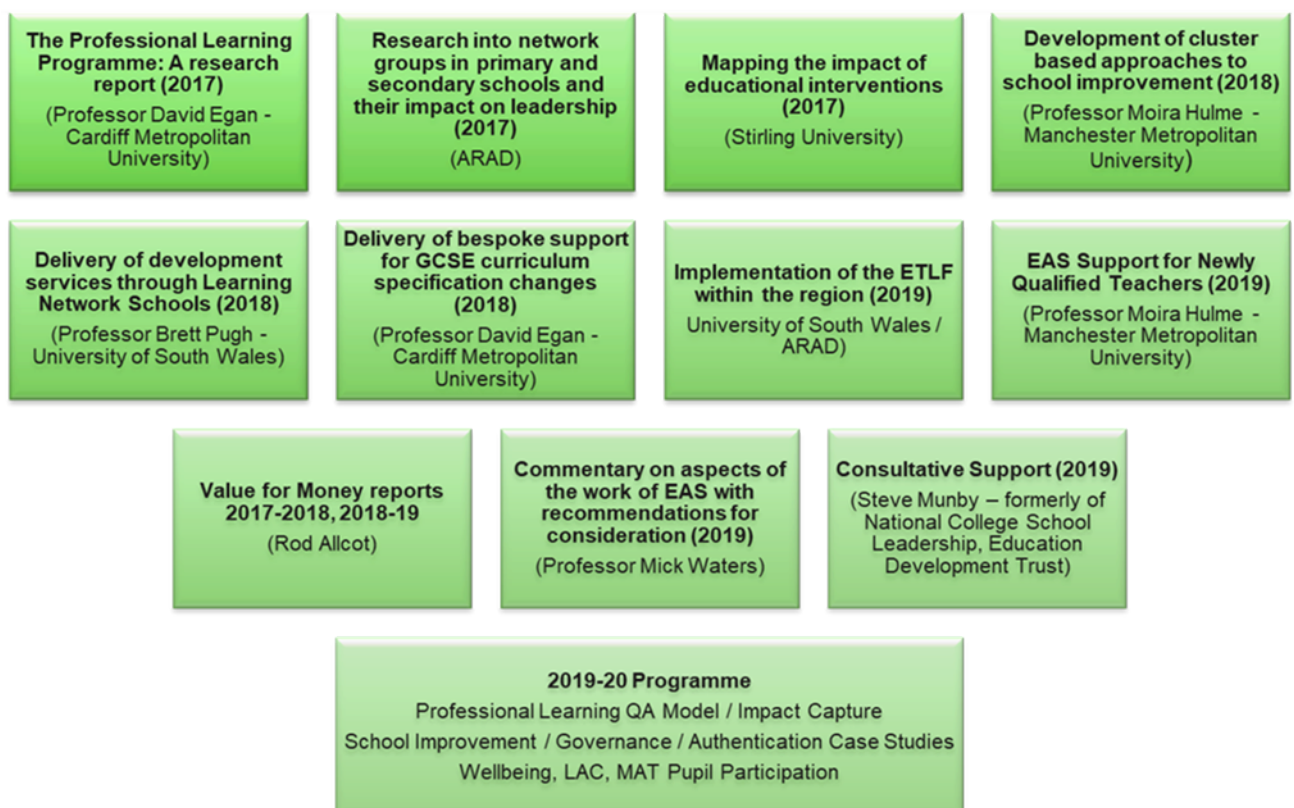 The Professional Learning
Programme: A research
report (2017)
(Professor David Egan -
Cardiff Metropolitan
University)
Research into network
groups in primary and
secondary schools and
their impact on leadership
(2017)
(ARAD)
Mapping the impact of
educational interventions
(2017)
(Stirling University)
Development of cluster
based approaches to
school improvement (2018)
(Professor Moira Hulme -
Manchester Metropolitan
University)
Delivery of development
services through Learning
Network Schools (2018)
(Professor Brett Pugh -
University of South Wales)
Delivery of bespoke support
for GCSE curriculum
specification changes
(2018)
(Professor David Egan -
Cardiff Metropolitan
University)
Implementation of the ETLF
within the region (2019)
University of South Wales /
ARAD)
EAS Support for Newly
Qualified Teachers (2019)
(Professor Moira Hulme -
Manchester Metropolitan
University)
Value for Money reports
2017-2018, 2018-19
(Rod Allcot)
Commentary on aspects of
the work of EAS with
recommendations for
consideration (2019)
(Professor Mick Waters)
Consultative Support (2019)
(Steve Munby – formerly of
National College School
Leadership, Education
Development Trust)
2019-20 Programme
Professional Learning QA Model / Impact Capture
School Improvement / Governance / Authentication Case Studies
Wellbeing, LAC, MAT Pupil Participation